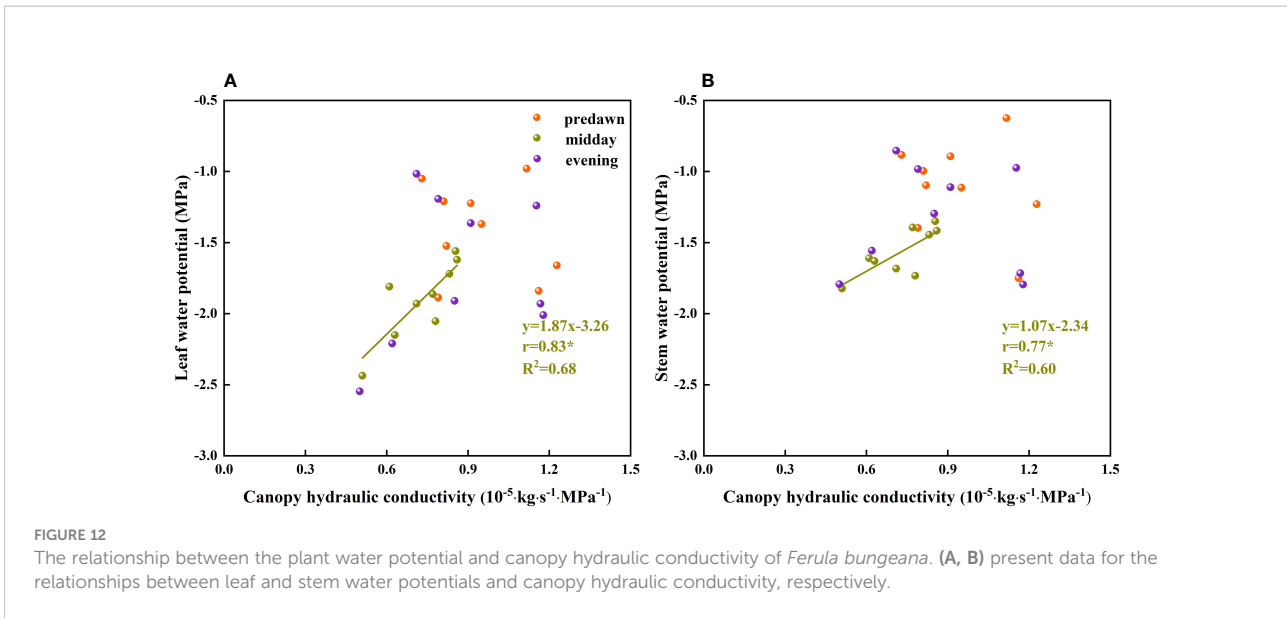 A
B
-0.5
-1.0
-1.5
-2.0
-2.5
-3.0
Leaf water potential (MPa)
predawn
midday
evening
y=1.87x-3.26
r=0.83*
R²=0.68
0.0 0.3 0.6 0.9 1.2 1.5
Canopy hydraulic conductivity (10⁻⁵·kg·s⁻¹·MPa⁻¹)
-0.5
-1.0
-1.5
-2.0
-2.5
-3.0
Stem water potential (MPa)
y=1.07x-2.34
r=0.77*
R²=0.60
0.0 0.3 0.6 0.9 1.2 1.5
Canopy hydraulic conductivity (10⁻⁵·kg·s⁻¹·MPa⁻¹)
FIGURE 12
The relationship between the plant water potential and canopy hydraulic conductivity of Ferula bungeana. (A, B) present data for the
relationships between leaf and stem water potentials and canopy hydraulic conductivity, respectively.